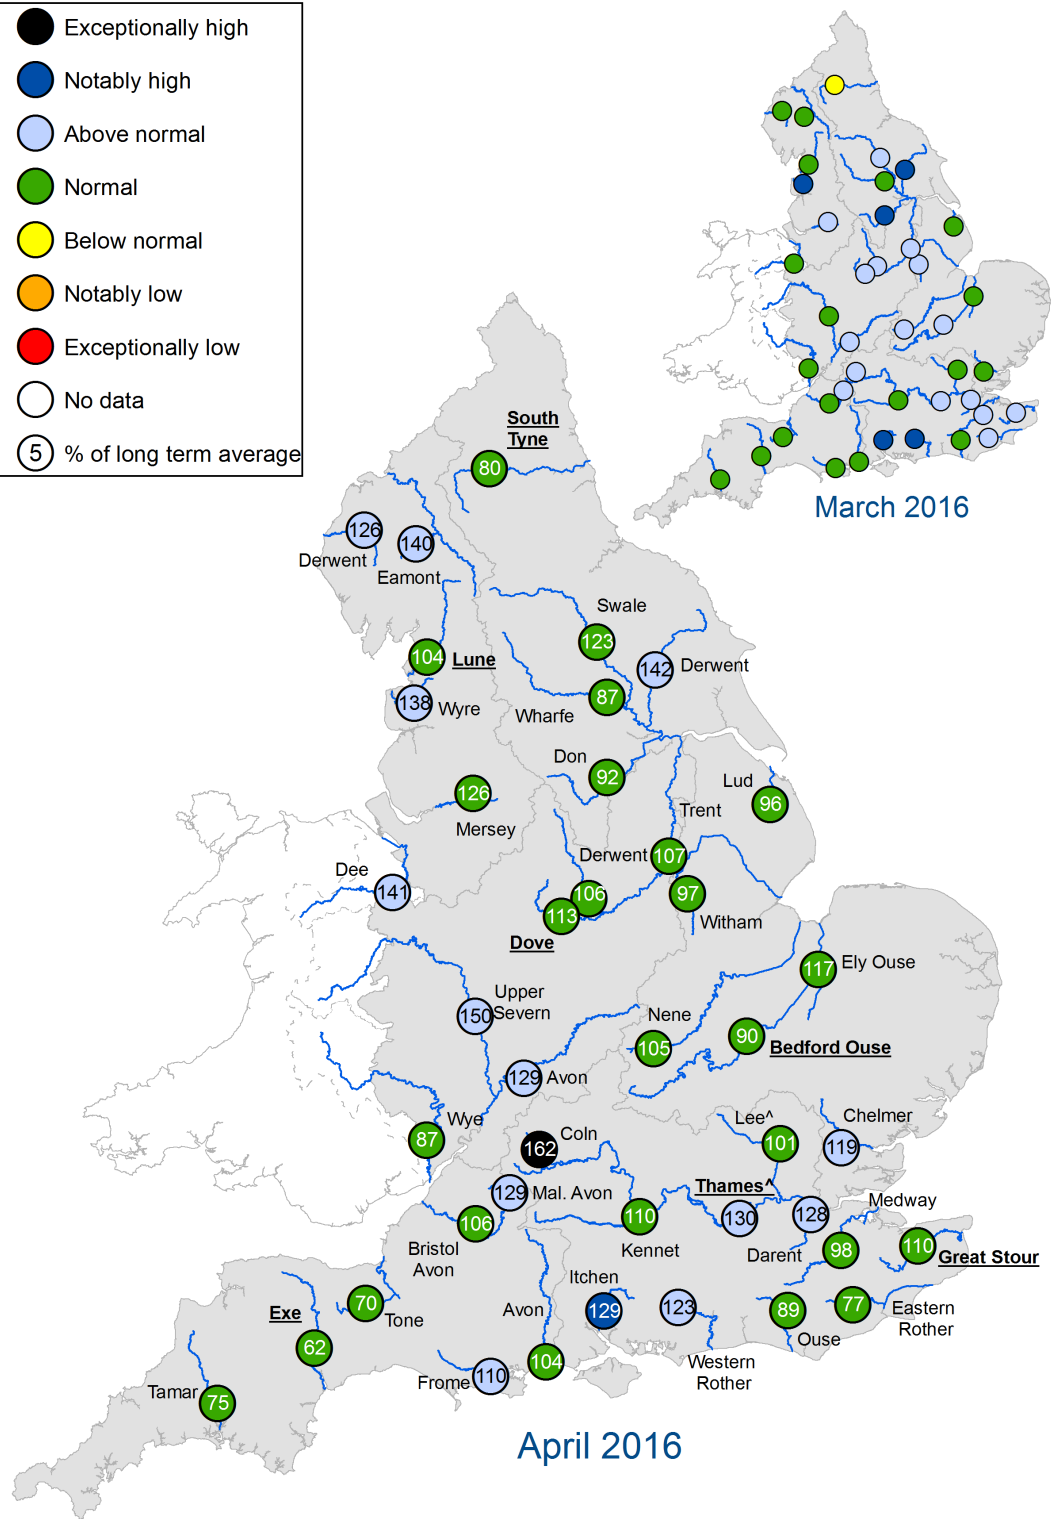 Exceptionally high
Notably high
Above normal
Normal
Below normal
Notably low
Exceptionally low
No data
5 % of long term average
March 2016
South
Tyne
80
126
140
Derwent
Eamont
Swale
123
104 Lune
142 Derwent
138 Wyre
87
Wharfe
Don
92
126
Mersey
Lud
96
Trent
Derwent 107
Dee
141
106
97
113
Witham
Dove
117 Ely Ouse
Upper
Severn
150
Nene
105
90
Bedford Ouse
129 Avon
Wye
87
Coln
162
Lee^
101
Chelmer
119
129 Mal. Avon
Thames^
130
128
Medway
106
110
Kennet
Bristol
Avon
Darent
98
110
Great Stour
Itchen
129
123
Avon
70
Tone
Exe
62
89
77
Eastern
Rother
Ouse
104
Western
Rother
Frome 110
Tamar
75
April 2016